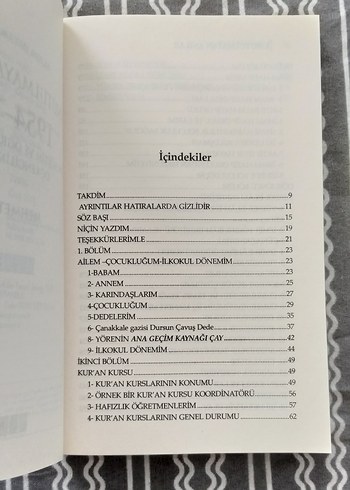 İçindekiler
TAKDİM 9
AYRINTILAR HATIRALARDA GİZLİDİR 11
SÖZ BAŞI 15
NİÇİN YAZDIM 19
TEŞEKKÜRLERİMLE 21
1. BÖLÜM 23
AİLEM –ÇOCUKLUĞUM-İLKOKUL DÖNEMİM 23
1-BABAM 23
2- ANNEM 25
3- KARINDAŞLARIM 27
4-ÇOCUKLUĞUM 29
5-DEDELERİM 35
6- Çanakkale gazisi Dursun Çavuş Dede 37
8- YÖRENİN ANA GEÇİM KAYNAĞI ÇAY 42
9- İLKOKUL DÖNEMİM 44
İKİNCİ BÖLÜM 49
KUR'AN KURSU 49
1- KUR'AN KURSLARININ KONUMU 49
2- ÖRNEK BİR KUR'AN KURSU KOORDİNATÖRÜ 56
3- HAFIZLIK ÖĞRETMENLERİM 57
4- KUR'AN KURSLARININ GENEL DURUMU 62